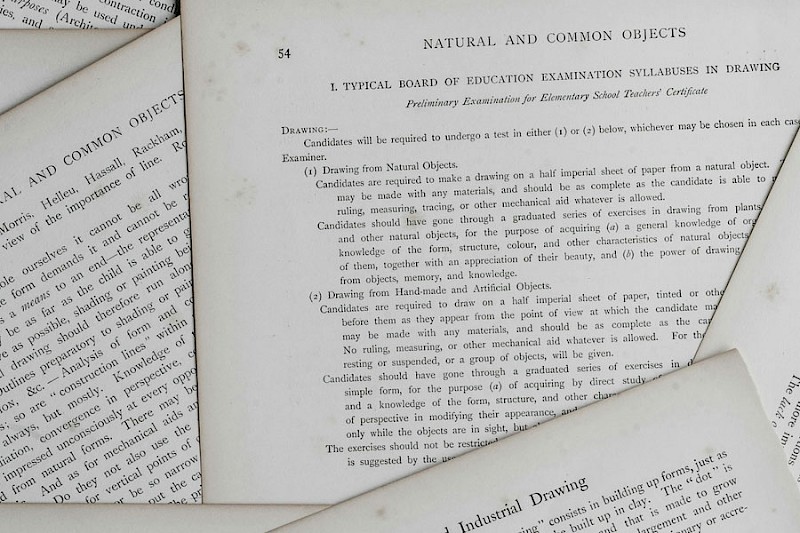 54
NATURAL AND COMMON OBJECTS
I. TYPICAL BOARD OF EDUCATION EXAMINATION SYLLABUSES IN DRAWING
Preliminary Examination for Elementary School Teachers' Certificate
DRAWING:—
Candidates will be required to undergo a test in either (1) or (2) below, whichever may be chosen in each case
Examiner.
(1) Drawing from Natural Objects.
Candidates are required to make a drawing on a half imperial sheet of paper from a natural object.
may be made with any materials, and should be as complete as the candidate is able to
ruling, measuring, tracing, or other mechanical aid whatever is allowed.
Candidates should have gone through a graduated series of exercises in drawing from plants
and other natural objects, for the purpose of acquiring (a) a general knowledge of
knowledge of the form, structure, colour, and other characteristics of natural objects
of them, together with an appreciation of their beauty, and (b) the power of drawing
from objects, memory, and knowledge.
(2) Drawing from Hand-made and Artificial Objects.
Candidates are required to draw on a half imperial sheet of paper, tinted or
before them as they appear from the point of view at which the candidate
may be made with any materials, and should be as complete as the
No ruling, measuring, or other mechanical aid whatever is allowed. For
resting or suspended, or a group of objects, will be given.
Candidates should have gone through a graduated series of exercises in
simple form, for the purpose (a) of acquiring by direct study
and a knowledge of the form, structure, and other
of perspective in modifying their appearance, and
only while the objects are in sight, but
The exercises should not be
is suggested by the
AND COMMON OBJECTS
Morris, Helleu, Hassall, Rackham,
view of the importance of line.
ourselves it cannot be all
form demands it and cannot be
a means to an end—the
be as far as the child is able to
as possible, shading or painting
drawing should therefore run
outlines preparatory to shading or
&c.—Analysis of form and
so are "construction lines" within
always, but mostly. Knowledge of
convergence in perspective,
impressed unconsciously at every
from natural forms. There may
And as for mechanical aids
Do they not also use the
for vertical points of
be so narrow
but the
Industrial Drawing
consists in building up forms, just as
be built up in clay. The "dot" is
and that is made to grow
enlargement and other
or accre-